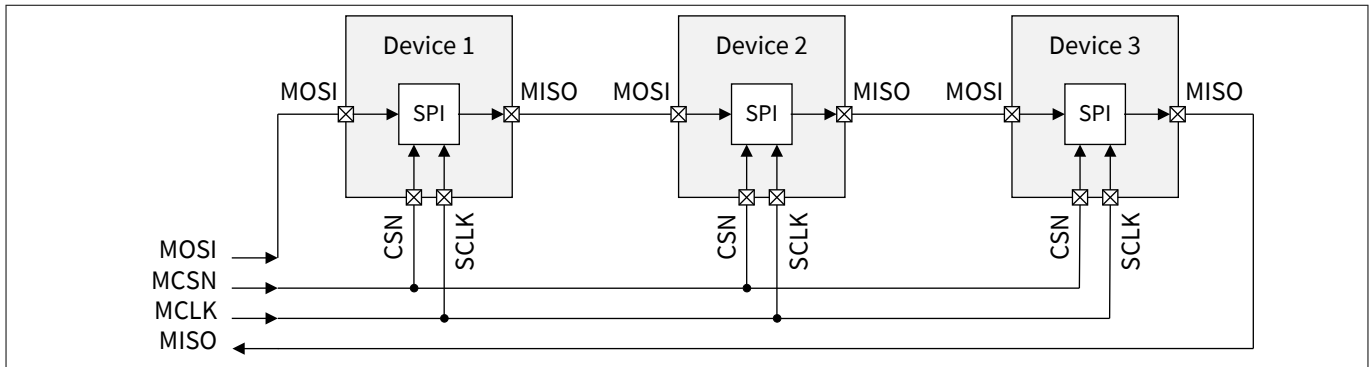 Device 1
Device 2
Device 3
MOSI
MISO
MOSI
MISO
MOSI
MISO
SPI
SPI
SPI
CSN
SCLK
CSN
SCLK
CSN
SCLK
MOSI
MCSN
MCLK
MISO